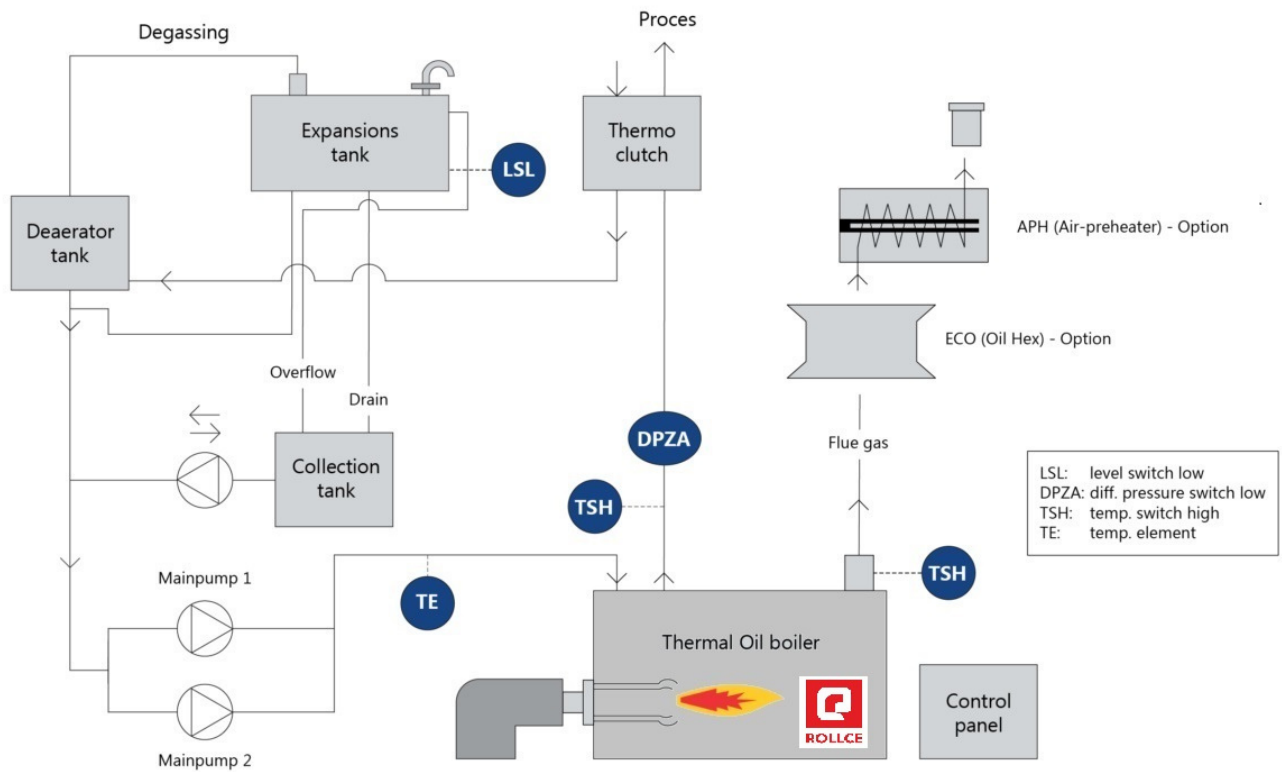 Proces
Degassing
Expansions
tank
LSL
Thermo
clutch
Deaerator
tank
APH (Air-preheater) - Option
ECO (Oil Hex) - Option
Overflow
Drain
DPZA
Flue gas
Collection
tank
TSH
LSL: level switch low
DPZA: diff. pressure switch low
TSH: temp. switch high
TE: temp. element
Mainpump 1
TE
TSH
Thermal Oil boiler
Control
panel
ROLLCE
Mainpump 2